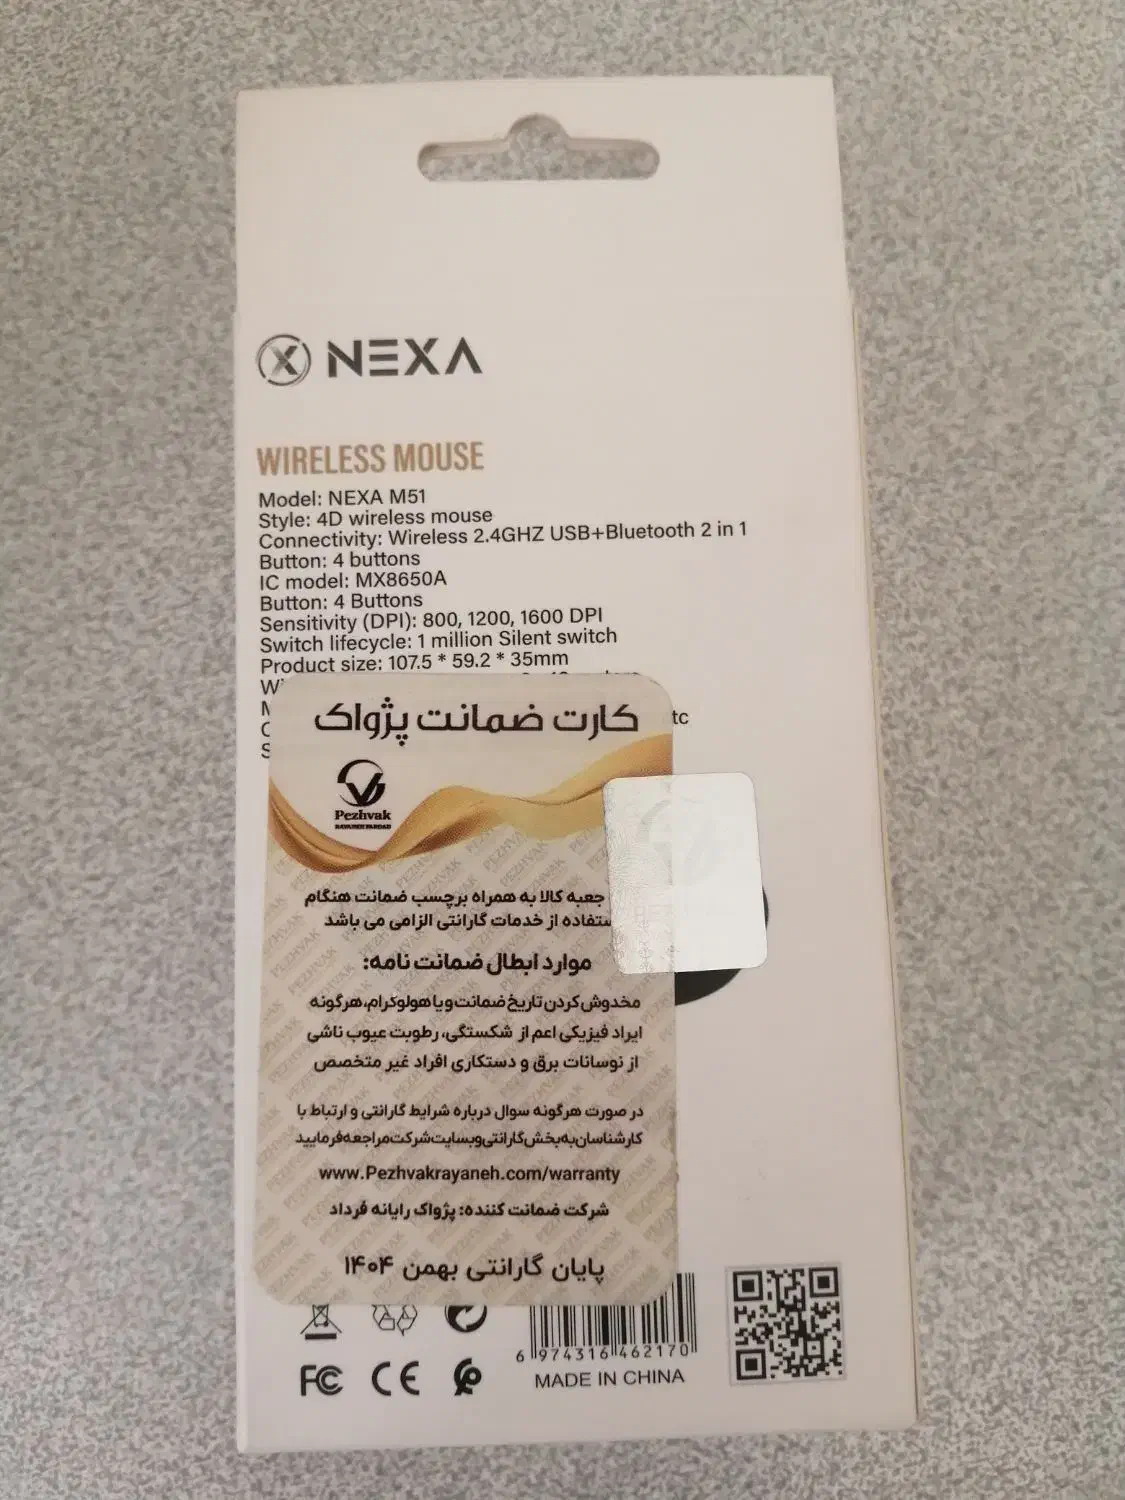 NEXA
WIRELESS MOUSE
Model: NEXA M51
Style: 4D wireless mouse
Connectivity: Wireless 2.4GHZ USB+Bluetooth 2 in 1
Button: 4 buttons
IC model: MX8650A
Button: 4 Buttons
Sensitivity (DPI): 800, 1200, 1600 DPI
Switch lifecycle: 1 million Silent switch
Product size: 107.5 * 59.2 * 35mm
کارت ضمانت پژواک
Pezhvak
RAYANEH FARDAD
جعبه کالا به همراه برچسب ضمانت هنگام
ستفاده از خدمات گارانتی الزامی می باشد
موارد ابطال ضمانت نامه:
مخدوش کردن تاریخ ضمانت و یا هولوگرام، هرگونه
ایراد فیزیکی اعم از شکستگی، رطوبت عیوب ناشی
از نوسانات برق و دستکاری افراد غیر متخصص
در صورت هرگونه سوال درباره شرایط گارانتی و ارتباط با
کارشناسان به بخش گارانتی وبسایت شرکت مراجعه فرمایید
www.Pezhvakrayaneh.com/warranty
شرکت ضمانت کننده: پژواک رایانه فرداد
پایان گارانتی بهمن ۱۴۰۴
FC CE
6 974316 462170
MADE IN CHINA